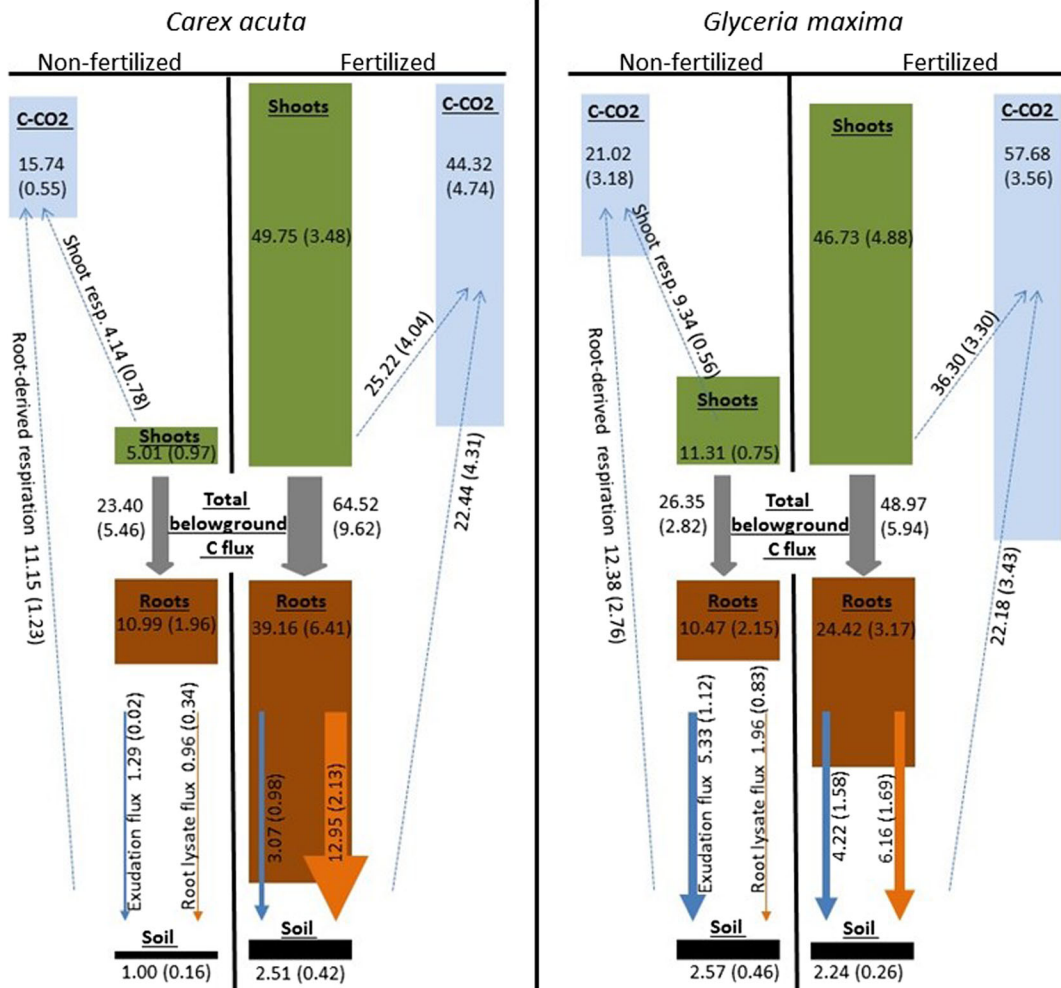 Carex acuta
Non-fertilized
Fertilized
C-CO2
15.74
(0.55)
Shoot resp. 4.14 (0.78)
Root-derived respiration 11.15 (1.23)
Shoots
5.01 (0.97)
Shoots
49.75 (3.48)
44.32
(4.74)
25.22 (4.04)
22.44 (4.31)
23.40
(5.46)
Total
belowground
C flux
64.52
(9.62)
Roots
10.99 (1.96)
Roots
39.16 (6.41)
Exudation flux 1.29 (0.02)
Root lysate flux 0.96 (0.34)
3.07 (0.98)
12.95 (2.13)
Soil
1.00 (0.16)
Soil
2.51 (0.42)
C-CO2
Glyceria maxima
Non-fertilized
Fertilized
C-CO2
21.02
(3.18)
Shoot resp. 9.34 (0.56)
Root-derived respiration 12.38 (2.76)
Shoots
11.31 (0.75)
Shoots
46.73 (4.88)
C-CO2
57.68
(3.56)
36.30 (3.30)
22.18 (3.43)
26.35
(2.82)
Total
belowground
C flux
48.97
(5.94)
Roots
10.47 (2.15)
Roots
24.42 (3.17)
Exudation flux 5.33 (1.12)
Root lysate flux 1.96 (0.83)
4.22 (1.58)
6.16 (1.69)
Soil
2.57 (0.46)
Soil
2.24 (0.26)